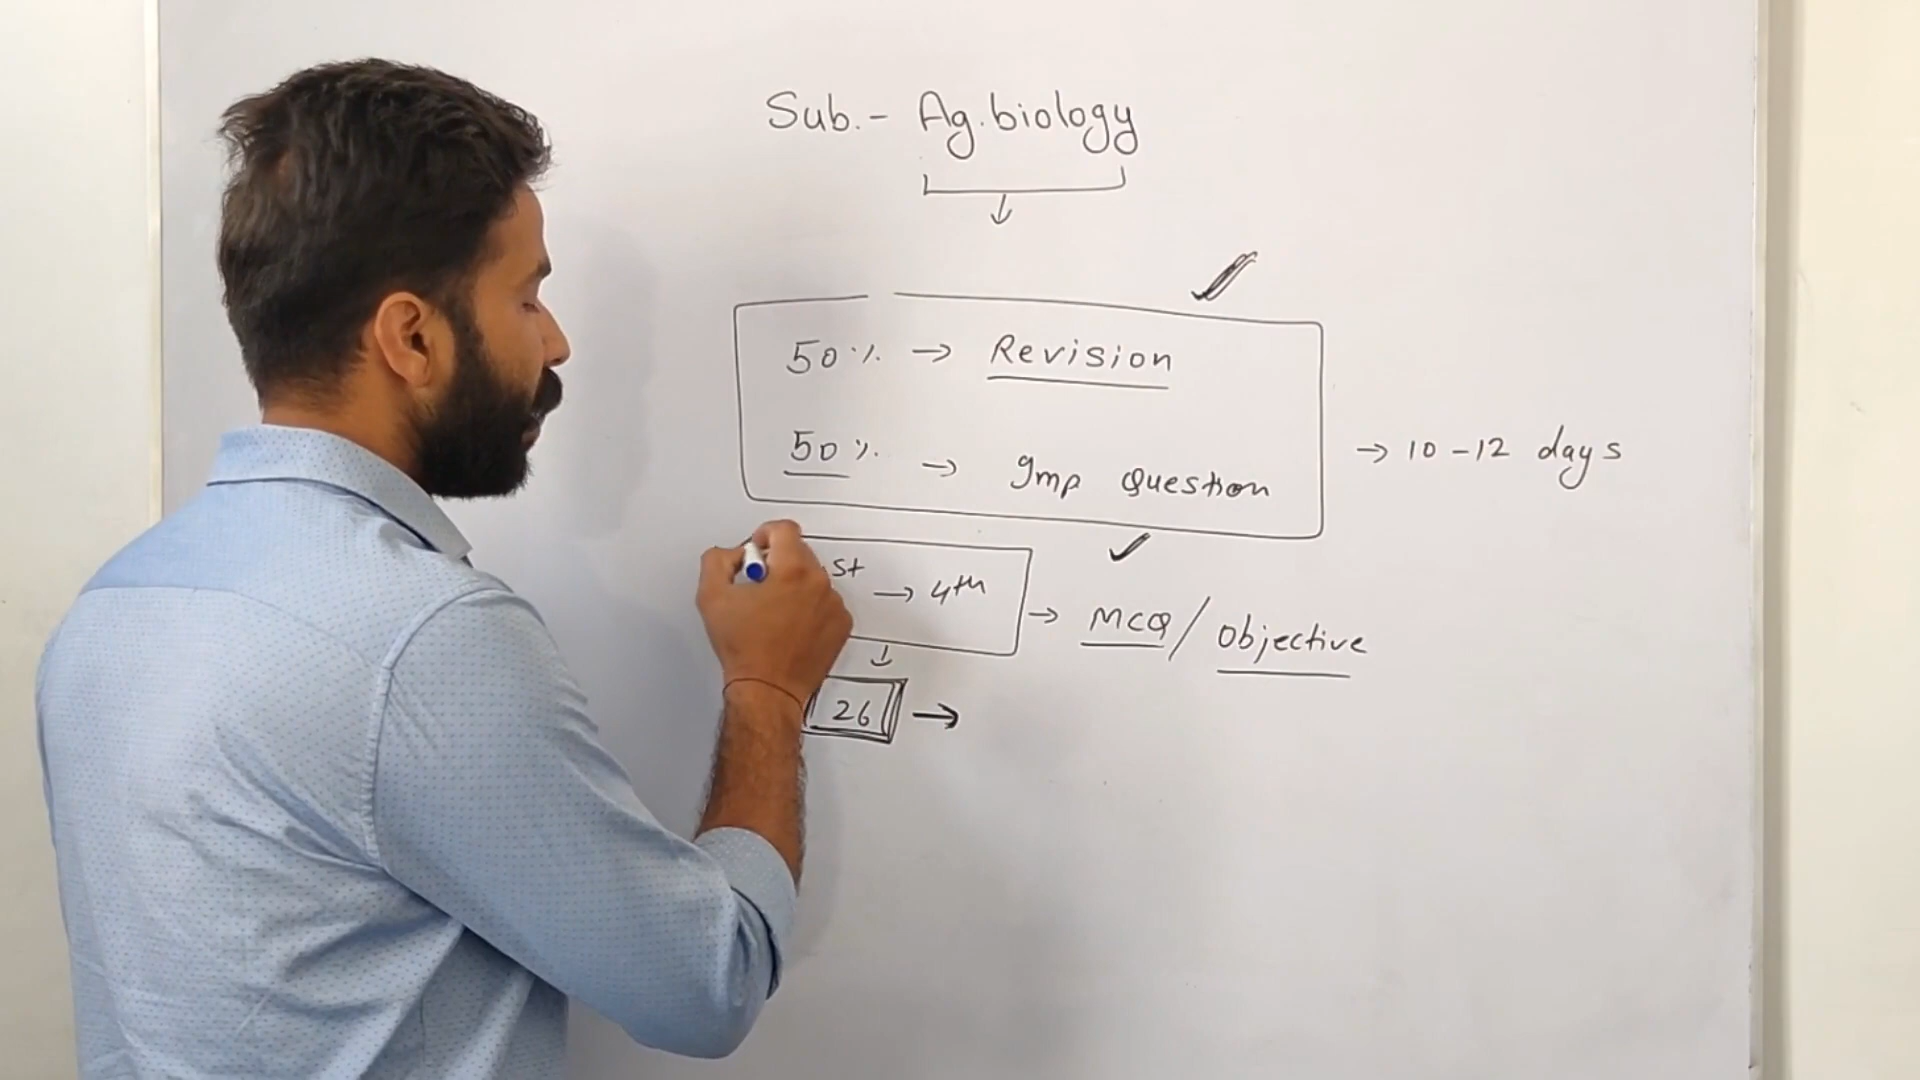 Sub.- Ag.biology
50% → Revision
50% → Imp Question
→ 10-12 days
st → 4th → MCQ/Objective
26 →